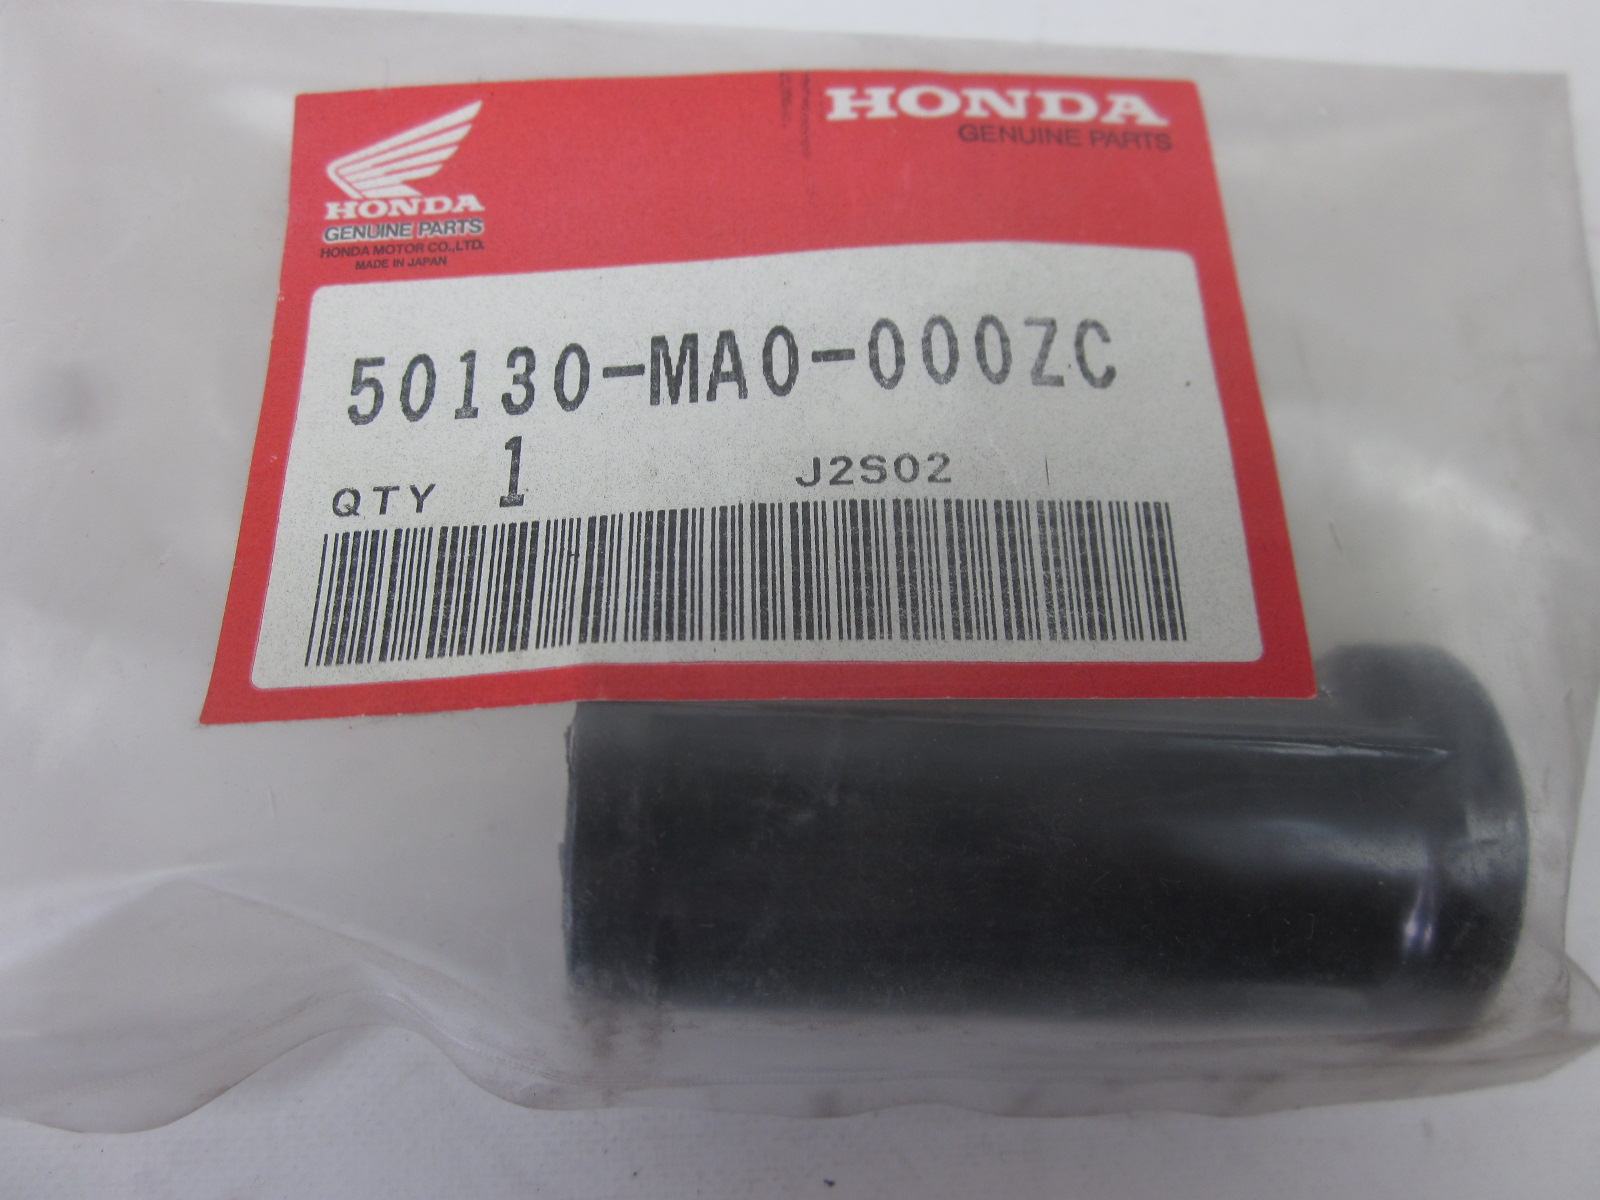 HONDA
GENUINE PARTS
HONDA
GENUINE PARTS
HONDA MOTOR CO.,LTD.
MADE IN JAPAN
50130-MA0-000ZC
QTY 1 J2S02